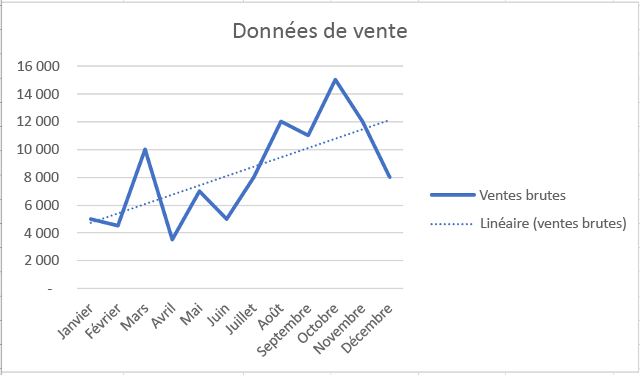 Données de vente
16 000
14 000
12 000
10 000
8 000
6 000
4 000
2 000
-
Janvier
Février
Mars
Avril
Mai
Juin
Juillet
Août
Septembre
Octobre
Novembre
Décembre
Ventes brutes
Linéaire (ventes brutes)